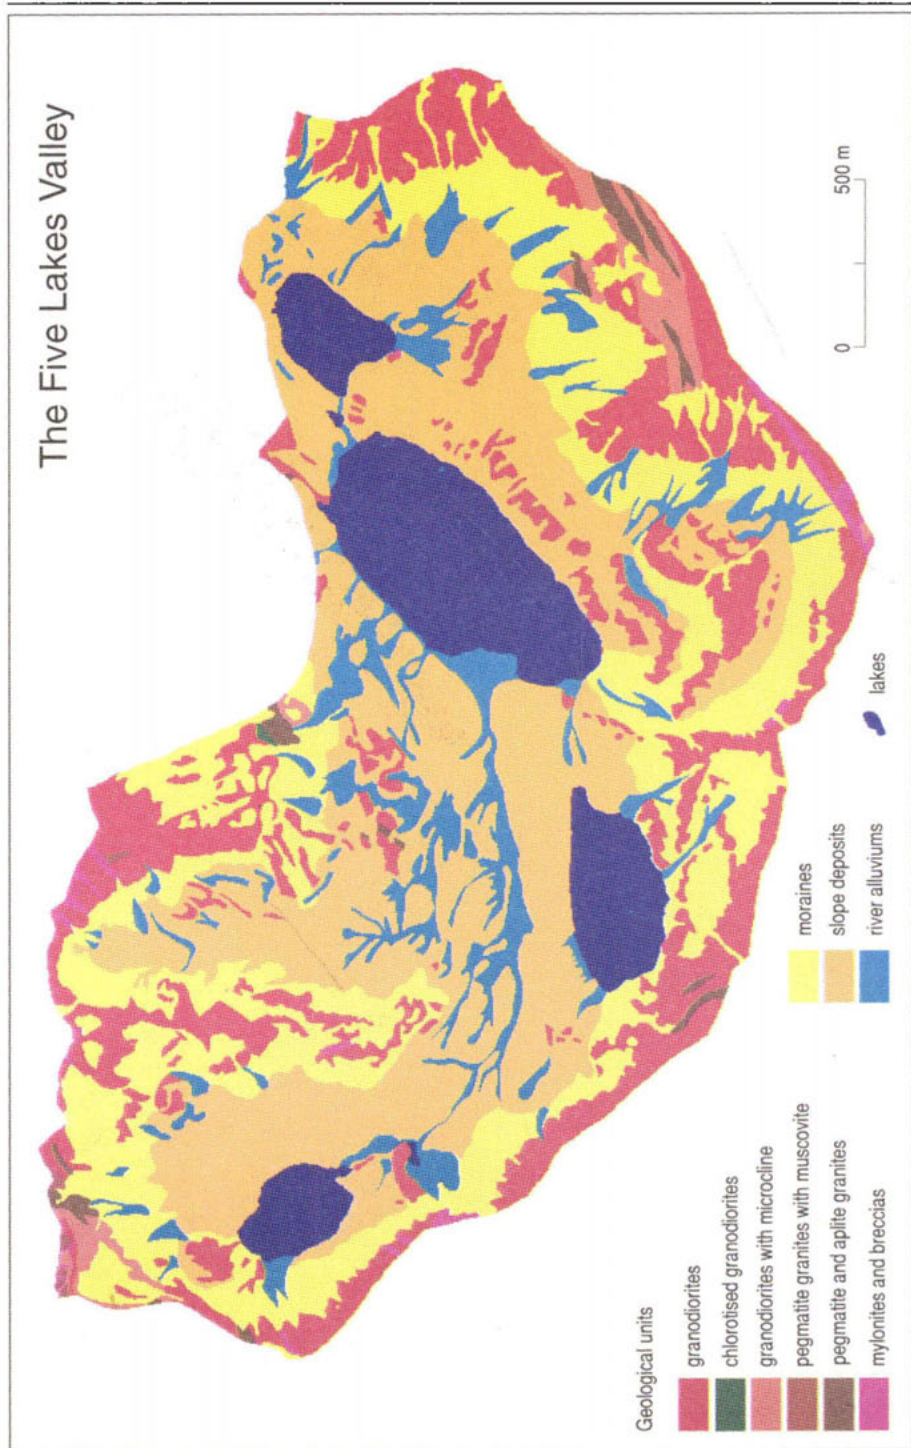 The Five Lakes Valley
0
500 m
Geological units
granodiorites
chlorotised granodiorites
granodiorites with microcline
pegmatite granites with muscovite
pegmatite and aplite granites
mylonites and breccias
moraines
slope deposits
river alluviums
lakes